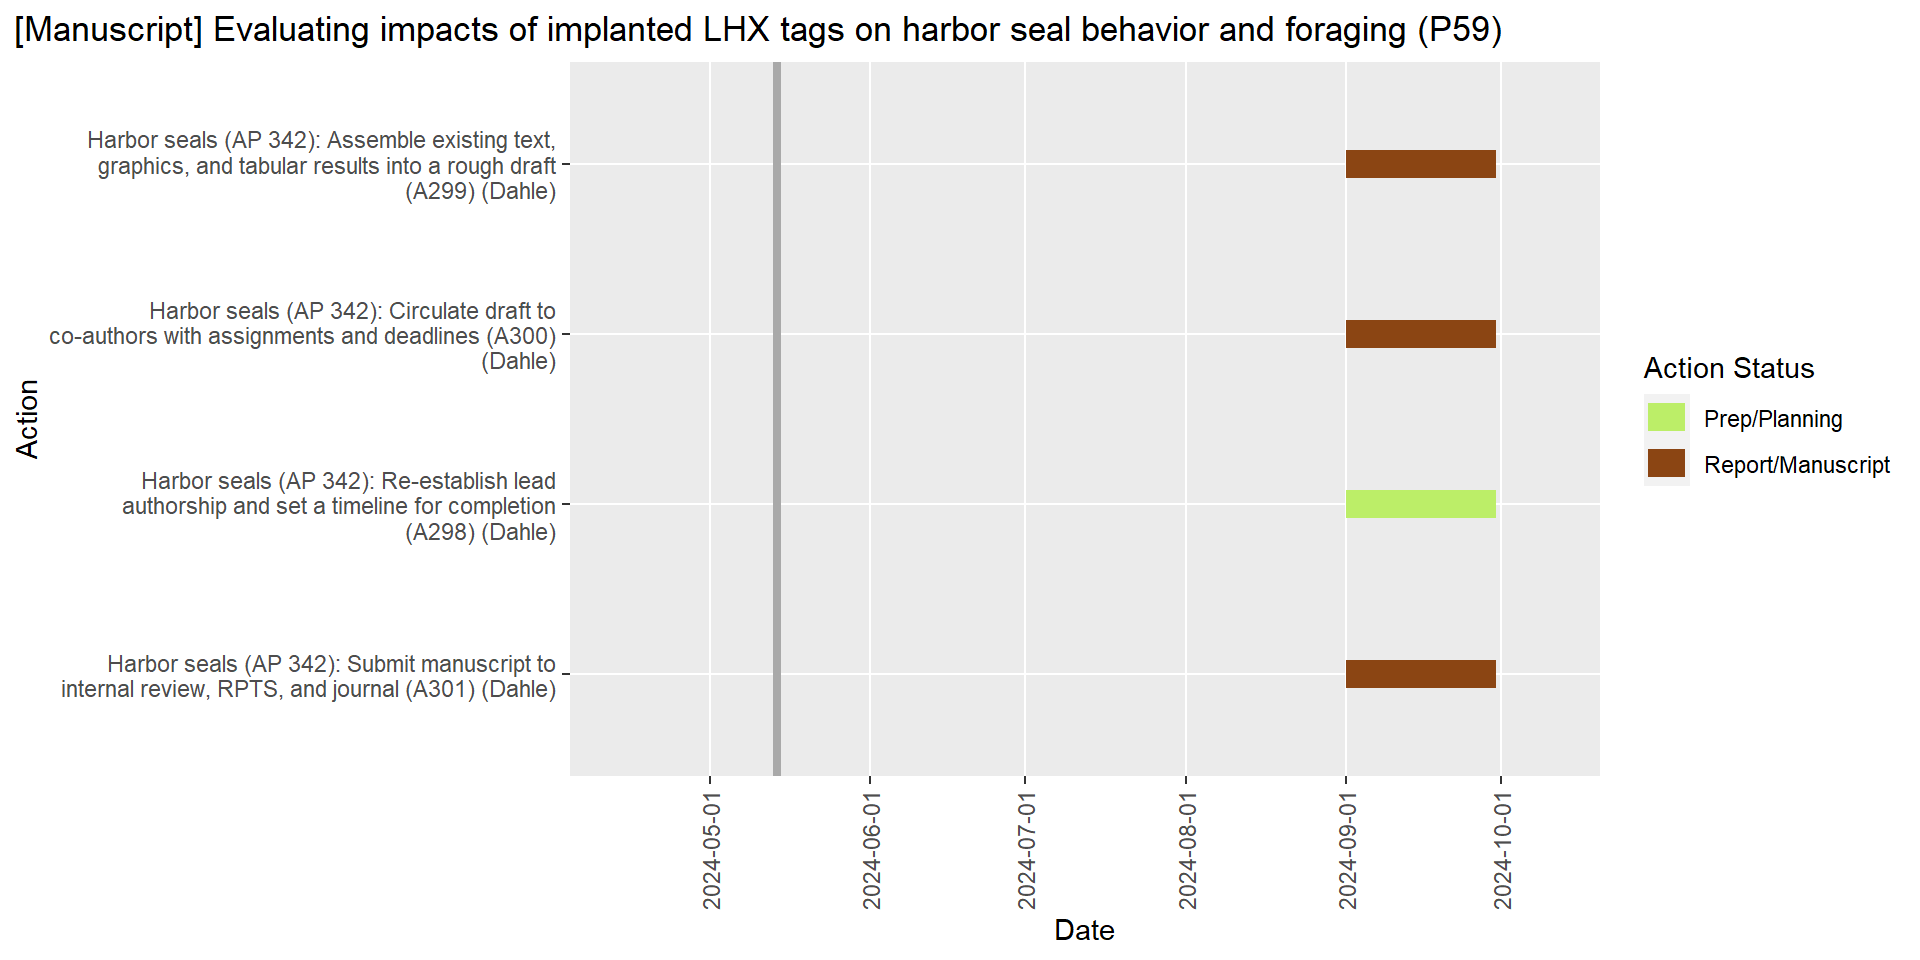 [Manuscript] Evaluating impacts of implanted LHX tags on harbor seal behavior and foraging (P59)
Action
Harbor seals (AP 342): Assemble existing text,
graphics, and tabular results into a rough draft
(A299) (Dahle)
Harbor seals (AP 342): Circulate draft to
co-authors with assignments and deadlines (A300)
(Dahle)
Harbor seals (AP 342): Re-establish lead
authorship and set a timeline for completion
(A298) (Dahle)
Harbor seals (AP 342): Submit manuscript to
internal review, RPTS, and journal (A301) (Dahle)
2024-05-01
2024-06-01
2024-07-01
2024-08-01
2024-09-01
2024-10-01
Date
Action Status
Prep/Planning
Report/Manuscript